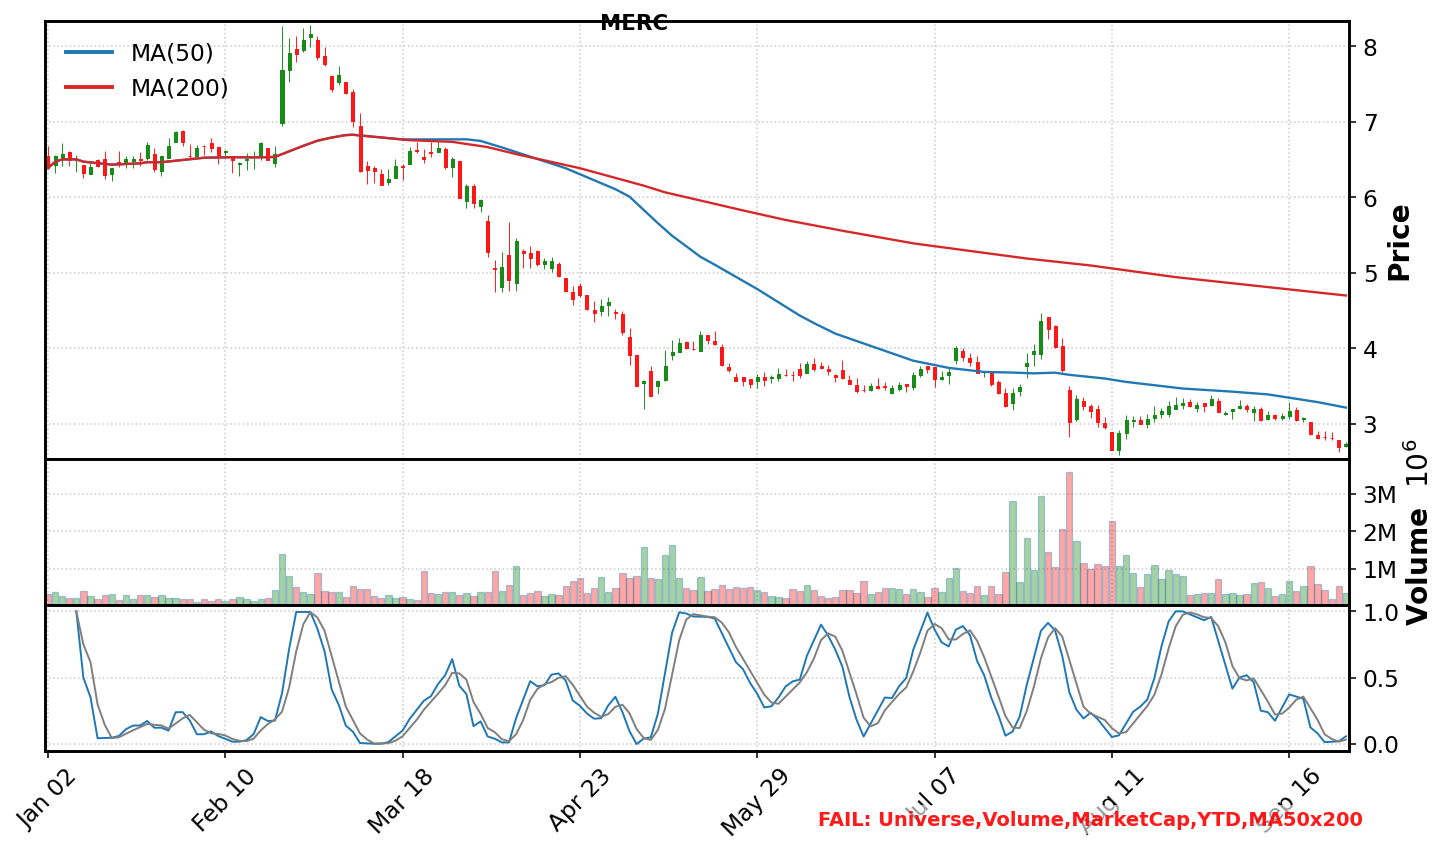 MERC
MA(50)
MA(200)
8
7
6
5
4
3
Price
3M
2M
1M
Volume 10^6
1.0
0.5
0.0
Jan 02
Feb 10
Mar 18
Apr 23
May 29
Jul 07
Aug 11
Sep 16
FAIL: Universe,Volume,MarketCap,YTD,MA50x200